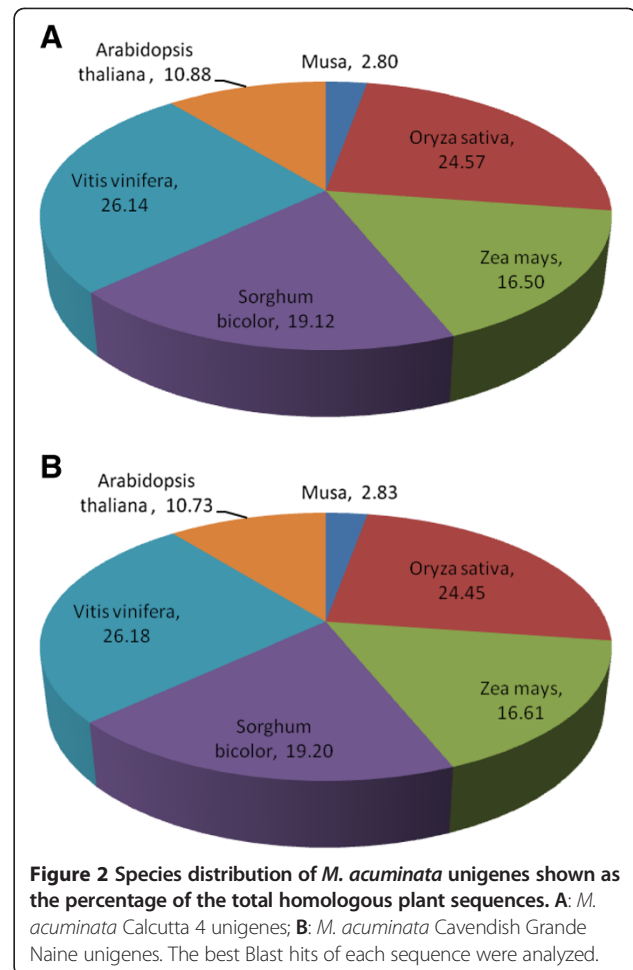 A
Arabidopsis
thaliana , 10.88
Musa, 2.80
Oryza sativa,
24.57
Vitis vinifera,
26.14
Zea mays,
16.50
Sorghum
bicolor, 19.12
B
Arabidopsis
thaliana , 10.73
Musa, 2.83
Oryza sativa,
24.45
Vitis vinifera,
26.18
Zea mays,
16.61
Sorghum
bicolor, 19.20
Figure 2 Species distribution of M. acuminata unigenes shown as
the percentage of the total homologous plant sequences. A: M.
acuminata Calcutta 4 unigenes; B: M. acuminata Cavendish Grande
Naine unigenes. The best Blast hits of each sequence were analyzed.